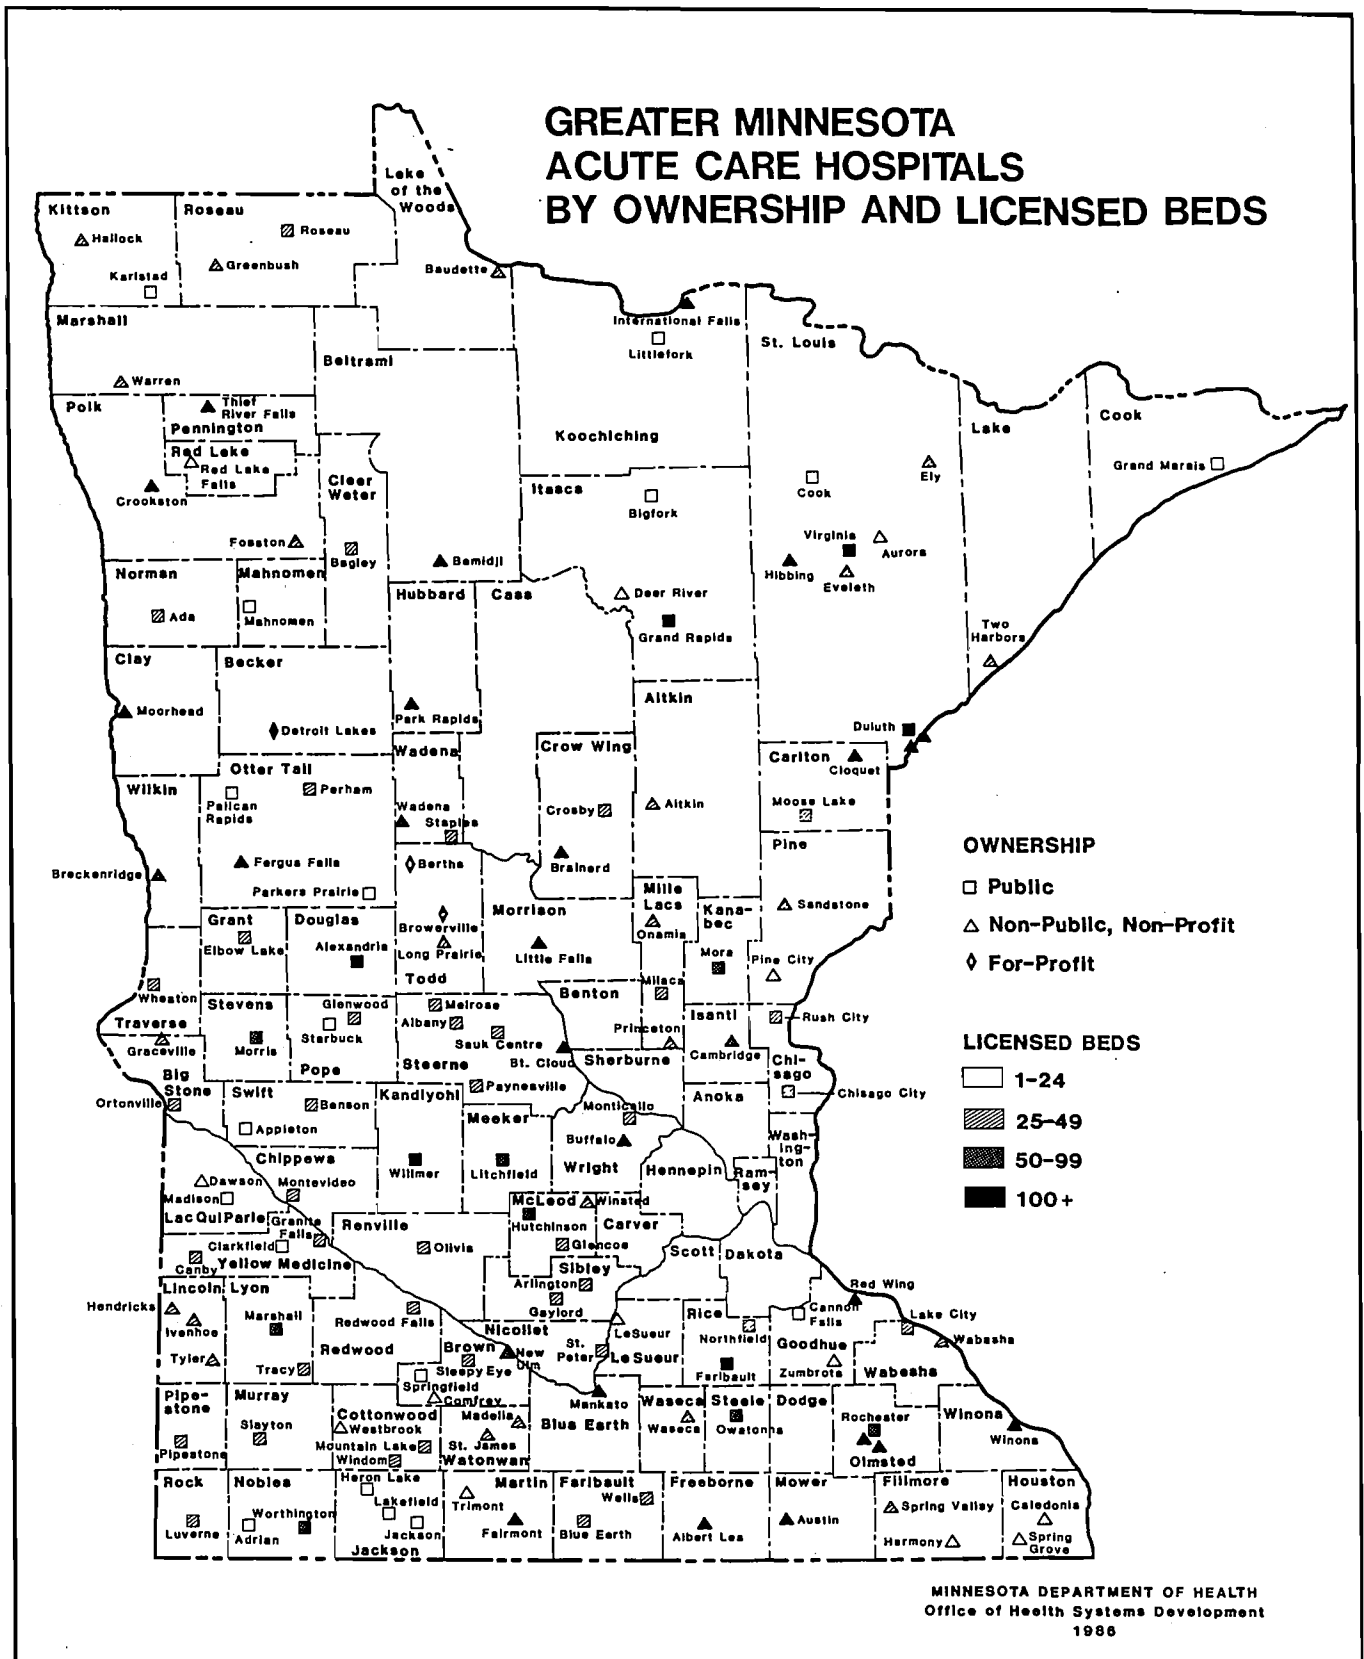 GREATER MINNESOTA
ACUTE CARE HOSPITALS
BY OWNERSHIP AND LICENSED BEDS
Lake
of the
Woods
Kittson
Roseau
Hallock
Roseau
Greenbush
Karlstad
Baudette
Marshall
International Falls
Littlefork
St. Louis
Beltrami
Warren
Polk
Thief
River Falls
Pennington
Cook
Lake
Koochiching
Red Lake
Red Lake
Falls
Grand Marais
Crookston
Clear
Water
Itasca
Bigfork
Cook
Ely
Fosston
Bagley
Bemidji
Virginia
Aurora
Hibbing
Eveleth
Norman
Mahnomen
Hubbard
Cass
Deer River
Ada
Mahnomen
Grand Rapids
Two
Harbors
Clay
Becker
Aitkin
Moorhead
Detroit Lakes
Park Rapids
Duluth
Wadena
Crow Wing
Carlton
Cloquet
Otter Tail
Wilkin
Pelican
Rapids
Perham
Wadena
Staples
Crosby
Aitkin
Moose Lake
Pine
OWNERSHIP
Fergus Falls
Bertha
Brainerd
Breckenridge
Parkers Prairie
Mille
Lacs
Public
Kana-
bec
Sandstone
Grant
Douglas
Morrison
Onamia
Non-Public, Non-Profit
Elbow Lake
Alexandria
Browerville
Long Prairie
Little Falls
Mora
Pine City
For-Profit
Todd
Wheaton
Benton
Milaca
Stevens
Glenwood
Melrose
Traverse
Starbuck
Albany
Isanti
Rush City
Graceville
Morris
Sauk Centre
Princeton
LICENSED BEDS
St. Cloud
Sherburne
Cambridge
Chi-
sago
Pope
Steerne
Big
Stone
Swift
Kandiyohi
Paynesville
1-24
Anoka
Chisago City
Ortonville
Benson
Meeker
Monticello
25-49
Appleton
Buffalo
Wash-
ing-
ton
Chippewa
Willmar
Litchfield
Wright
Hennepin
Ram-
sey
50-99
Dawson
Montevideo
Madison
100+
McLeod
Winsted
Lac Qui Parle
Granite
Falls
Renville
Hutchinson
Carver
Clarkfield
Olivia
Glencoe
Scott
Dakota
Canby
Yellow Medicine
Sibley
Arlington
Lincoln
Lyon
Gaylord
Red Wing
Hendricks
Ivanhoe
Marshall
Redwood Falls
Rice
Cannon
Falls
Lake City
Nicollet
LeSueur
Northfield
Goodhue
Wabasha
Redwood
Brown
New
Ulm
St.
Peter
Le Sueur
Tyler
Tracy
Sleepy Eye
Faribault
Zumbrota
Wabasha
Pipe-
stone
Murray
Springfield
Comfrey
Mankato
Waseca
Steele
Dodge
Cottonwood
Westbrook
Madelia
Blue Earth
Rochester
Winona
Slayton
Waseca
Owatonna
Winona
Pipestone
Mountain Lake
St. James
Windom
Watonwan
Olmsted
Rock
Nobles
Heron Lake
Martin
Faribault
Freeborne
Mower
Fillmore
Houston
Lakefield
Trimont
Wells
Spring Valley
Caledonia
Worthington
Luverne
Adrian
Jackson
Fairmont
Blue Earth
Albert Lea
Austin
Harmony
Spring
Grove
Jackson
MINNESOTA DEPARTMENT OF HEALTH
Office of Health Systems Development
1986